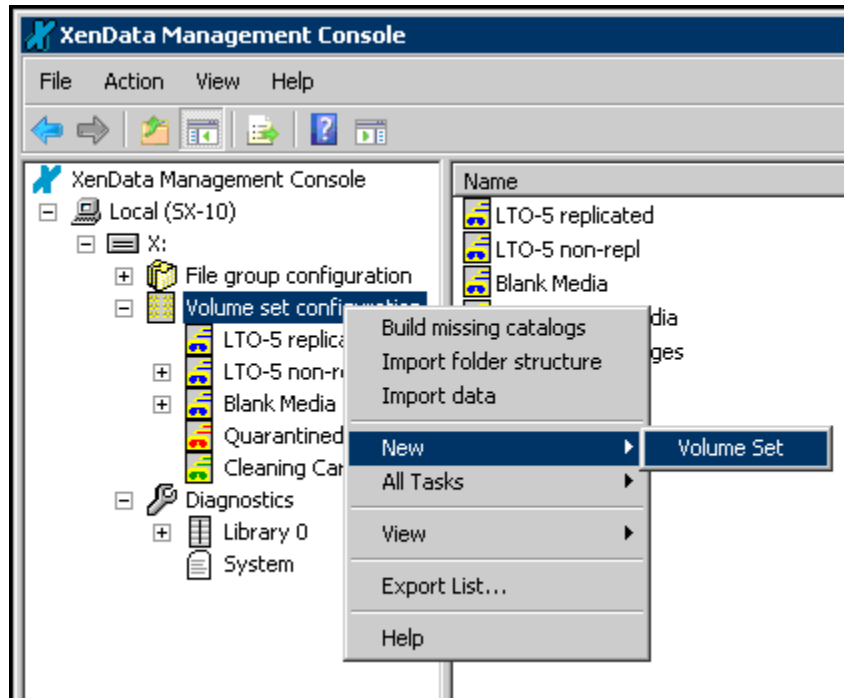 XenData Management Console
File Action View Help
XenData Management Console
Local (SX-10)
X:
File group configuration
Volume set configuration
LTO-5 replica
LTO-5 non-r
Blank Media
Quarantined
Cleaning Car
Diagnostics
Library 0
System
Name
LTO-5 replicated
LTO-5 non-repl
Blank Media
dia
ges
Build missing catalogs
Import folder structure
Import data
New
Volume Set
All Tasks
View
Export List...
Help